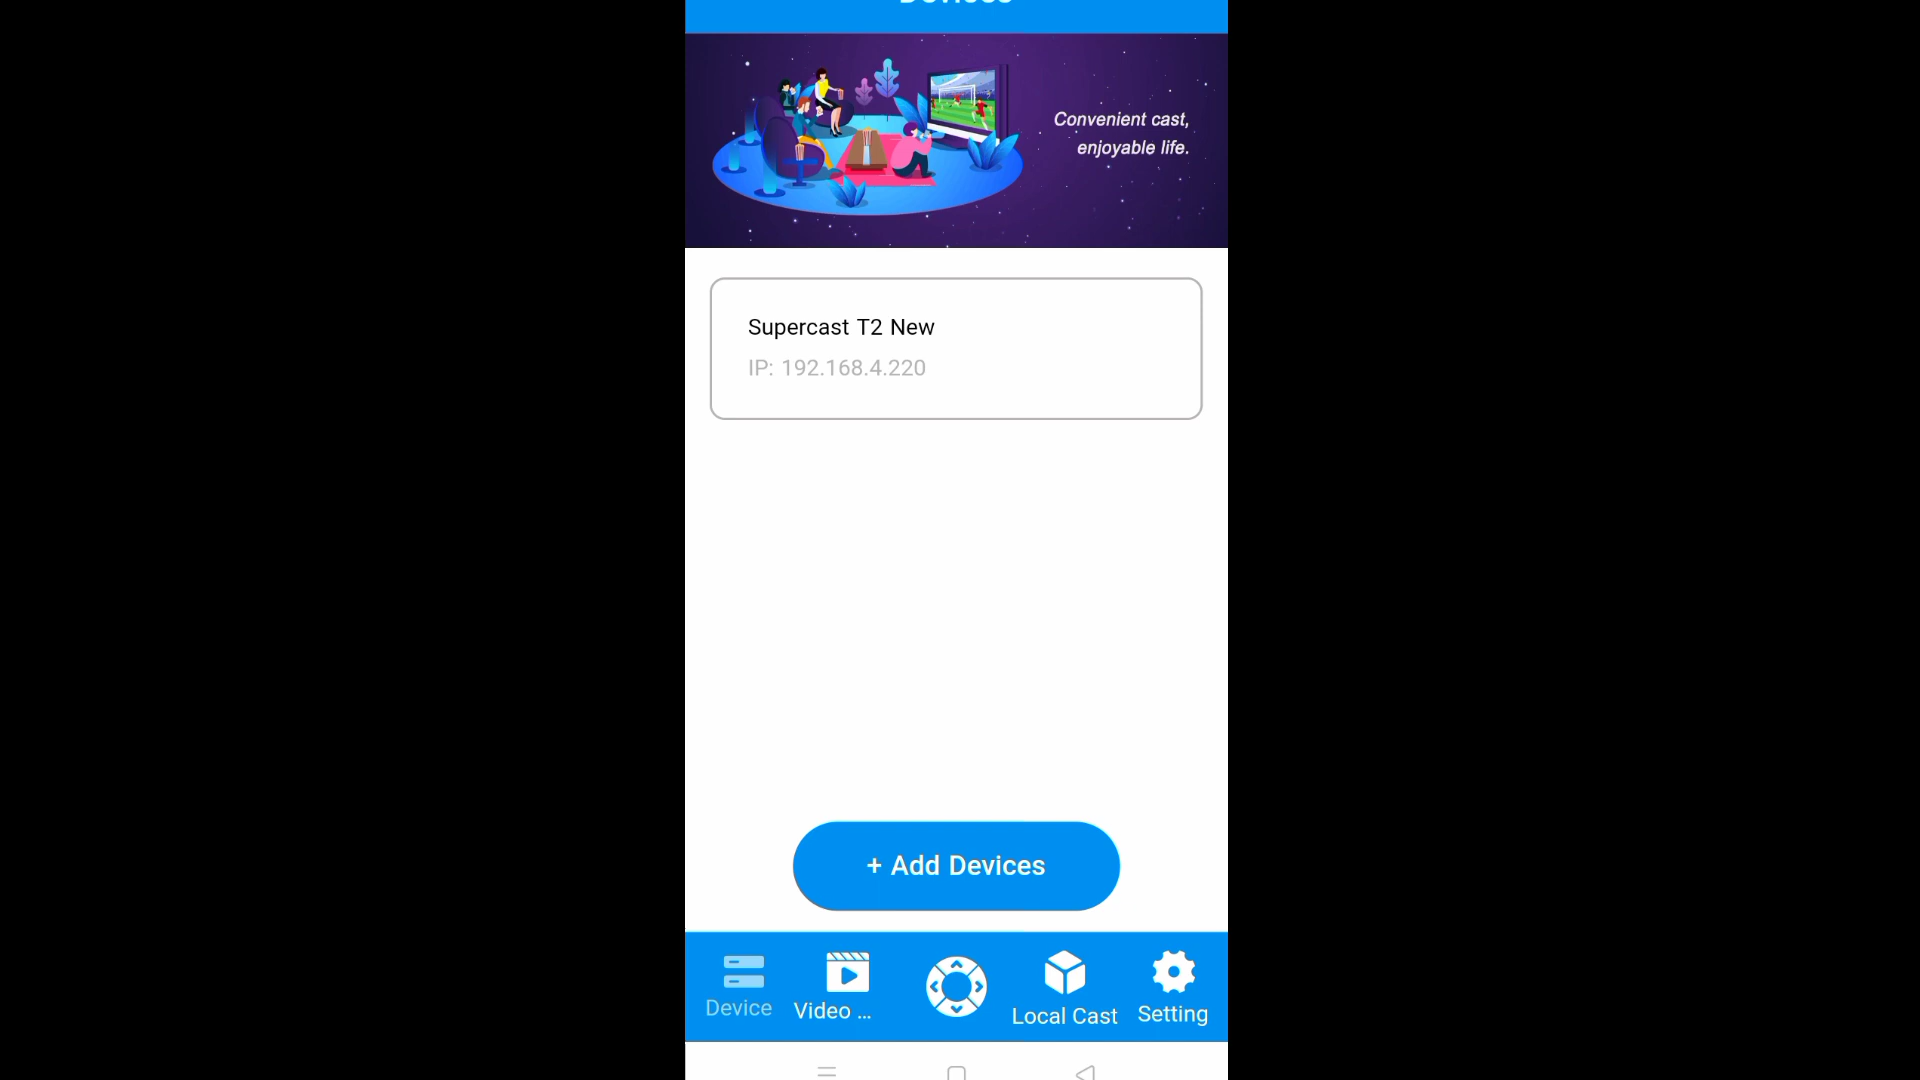 Devices
Convenient cast,
enjoyable life.
Supercast T2 New
IP: 192.168.4.220
+ Add Devices
Device
Video ...
Local Cast
Setting